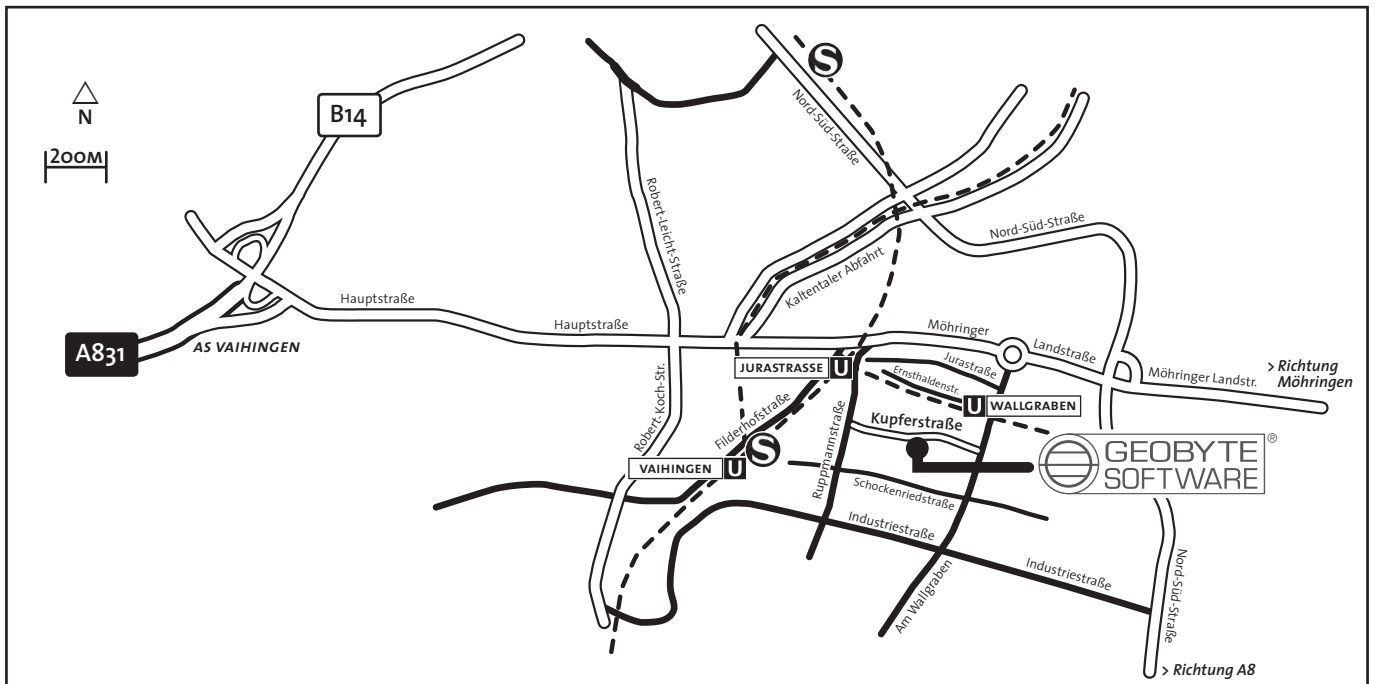 N
200M
B14
A831
AS VAIHINGEN
Hauptstraße
Hauptstraße
Robert-Leicht-Straße
Robert-Koch-Str.
S
Nord-Süd-Straße
Nord-Süd-Straße
Kaltentaler Abfahrt
Möhringer
Landstraße
Möhringer Landstr.
> Richtung
Möhringen
JURASTRASSE U
Jurastraße
Ernsthaldenstr.
U WALLGRABEN
Filderhofstraße
S
VAIHINGEN U
Ruppmannstraße
Kupferstraße
GEOBYTE
SOFTWARE
®
Schockenriedstraße
Industriestraße
Industriestraße
Am Wallgraben
Nord-Süd-Straße
> Richtung A8